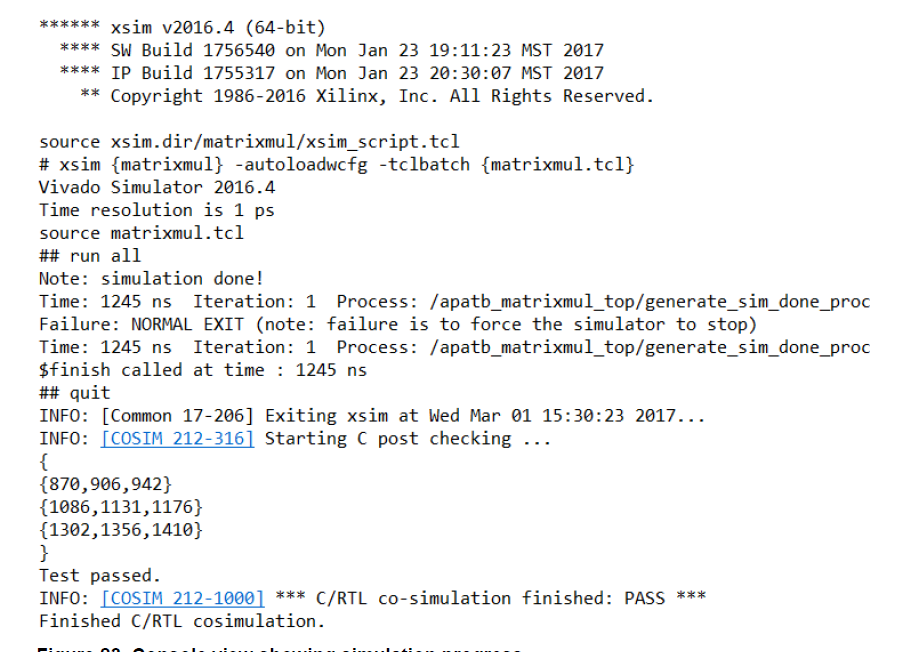 ****** xsim v2016.4 (64-bit)
**** SW Build 1756540 on Mon Jan 23 19:11:23 MST 2017
**** IP Build 1755317 on Mon Jan 23 20:30:07 MST 2017
** Copyright 1986-2016 Xilinx, Inc. All Rights Reserved.
source xsim.dir/matrixmul/xsim_script.tcl
# xsim {matrixmul} -autoloadwcfg -tclbatch {matrixmul.tcl}
Vivado Simulator 2016.4
Time resolution is 1 ps
source matrixmul.tcl
## run all
Note: simulation done!
Time: 1245 ns  Iteration: 1  Process: /apatb_matrixmul_top/generate_sim_done_proc
Failure: NORMAL EXIT (note: failure is to force the simulator to stop)
Time: 1245 ns  Iteration: 1  Process: /apatb_matrixmul_top/generate_sim_done_proc
$finish called at time : 1245 ns
## quit
INFO: [Common 17-206] Exiting xsim at Wed Mar 01 15:30:23 2017...
INFO: [COSIM 212-316] Starting C post checking ...
{
{870,906,942}
{1086,1131,1176}
{1302,1356,1410}
}
Test passed.
INFO: [COSIM 212-1000] *** C/RTL co-simulation finished: PASS ***
Finished C/RTL cosimulation.